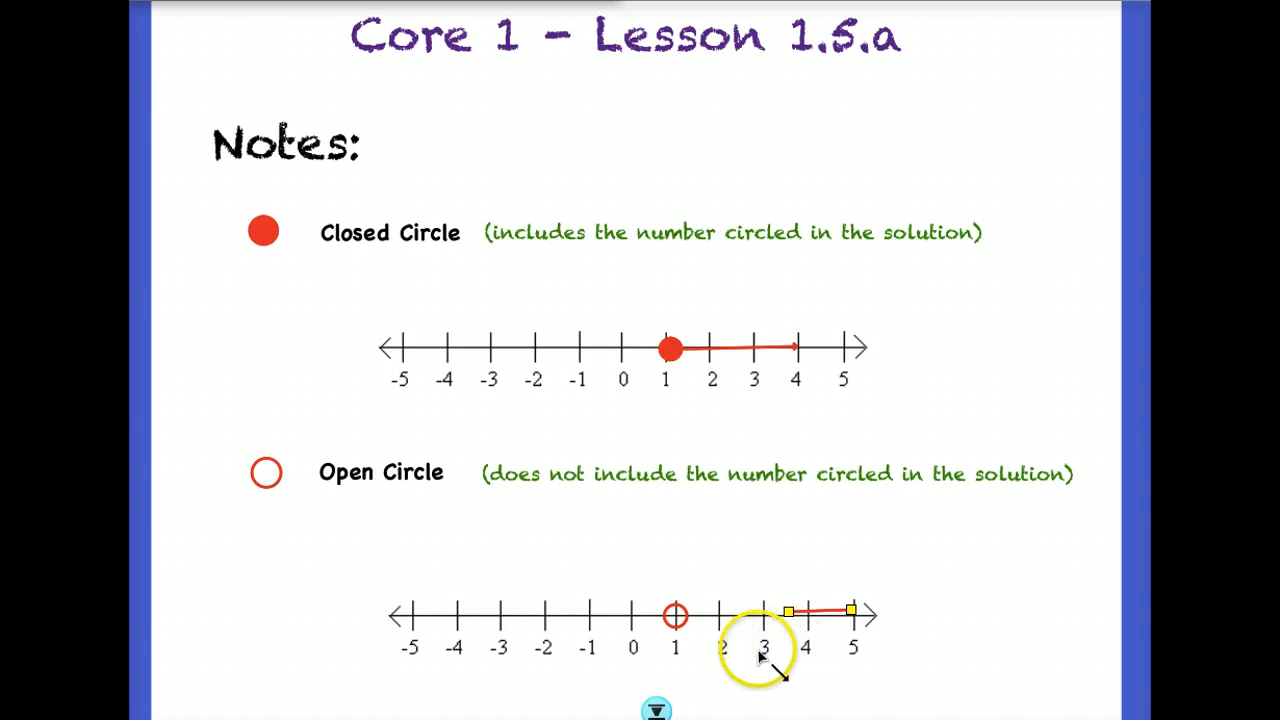 Core 1 - Lesson 1.5.a
Notes:
Closed Circle (includes the number circled in the solution)
-5 -4 -3 -2 -1 0 1 2 3 4 5
Open Circle (does not include the number circled in the solution)
-5 -4 -3 -2 -1 0 1 2 3 4 5